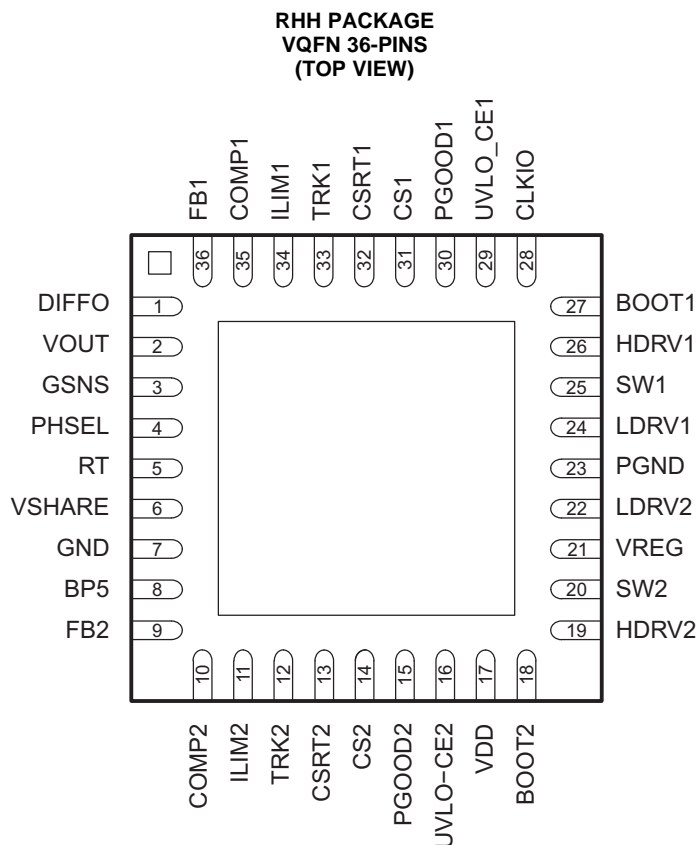 RHH PACKAGE
VQFN 36-PINS
(TOP VIEW)
FB1
COMP1
ILIM1
TRK1
CSRT1
CS1
PGOOD1
UVLO_CE1
CLKIO
36
35
34
33
32
31
30
29
28
DIFFO 1
VOUT 2
GSNS 3
PHSEL 4
RT 5
VSHARE 6
GND 7
BP5 8
FB2 9
27 BOOT1
26 HDRV1
25 SW1
24 LDRV1
23 PGND
22 LDRV2
21 VREG
20 SW2
19 HDRV2
10
11
12
13
14
15
16
17
18
COMP2
ILIM2
TRK2
CSRT2
CS2
PGOOD2
UVLO−CE2
VDD
BOOT2